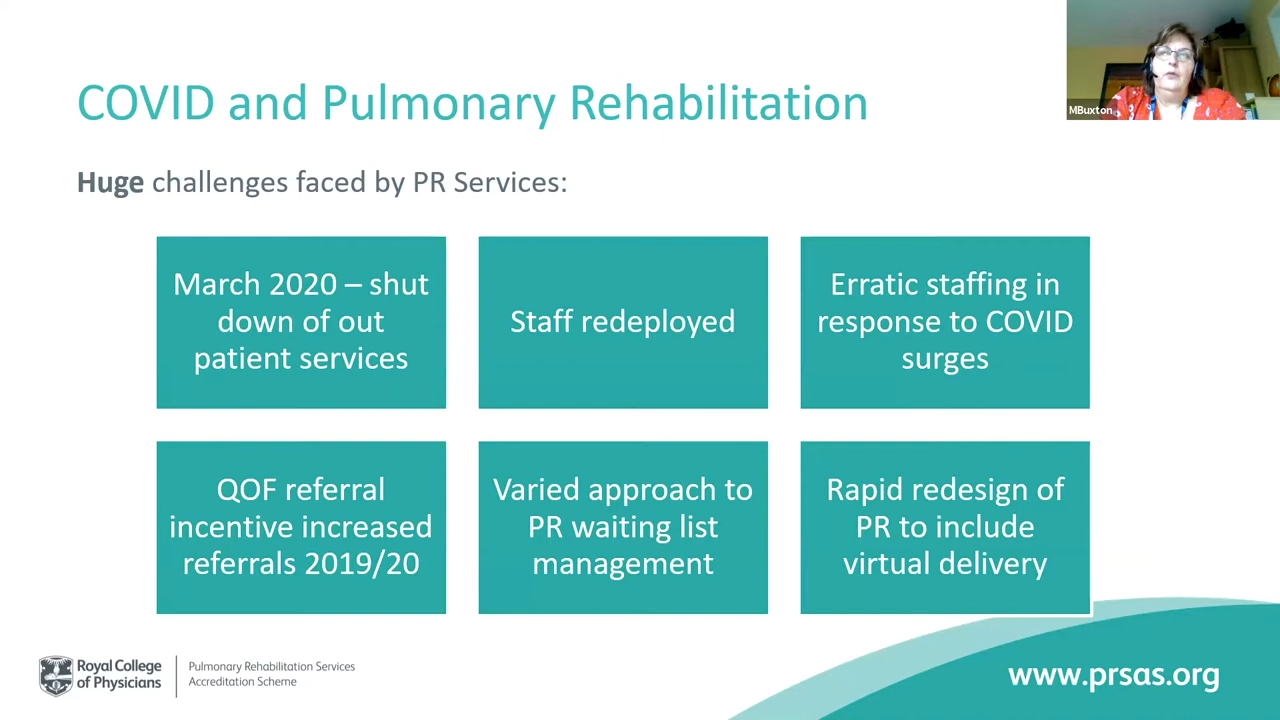 COVID and Pulmonary Rehabilitation
MBuxton
Huge challenges faced by PR Services:
March 2020 – shut
down of out
patient services
Staff redeployed
Erratic staffing in
response to COVID
surges
QOF referral
incentive increased
referrals 2019/20
Varied approach to
PR waiting list
management
Rapid redesign of
PR to include
virtual delivery
Royal College
of Physicians
Pulmonary Rehabilitation Services
Accreditation Scheme
www.prsas.org